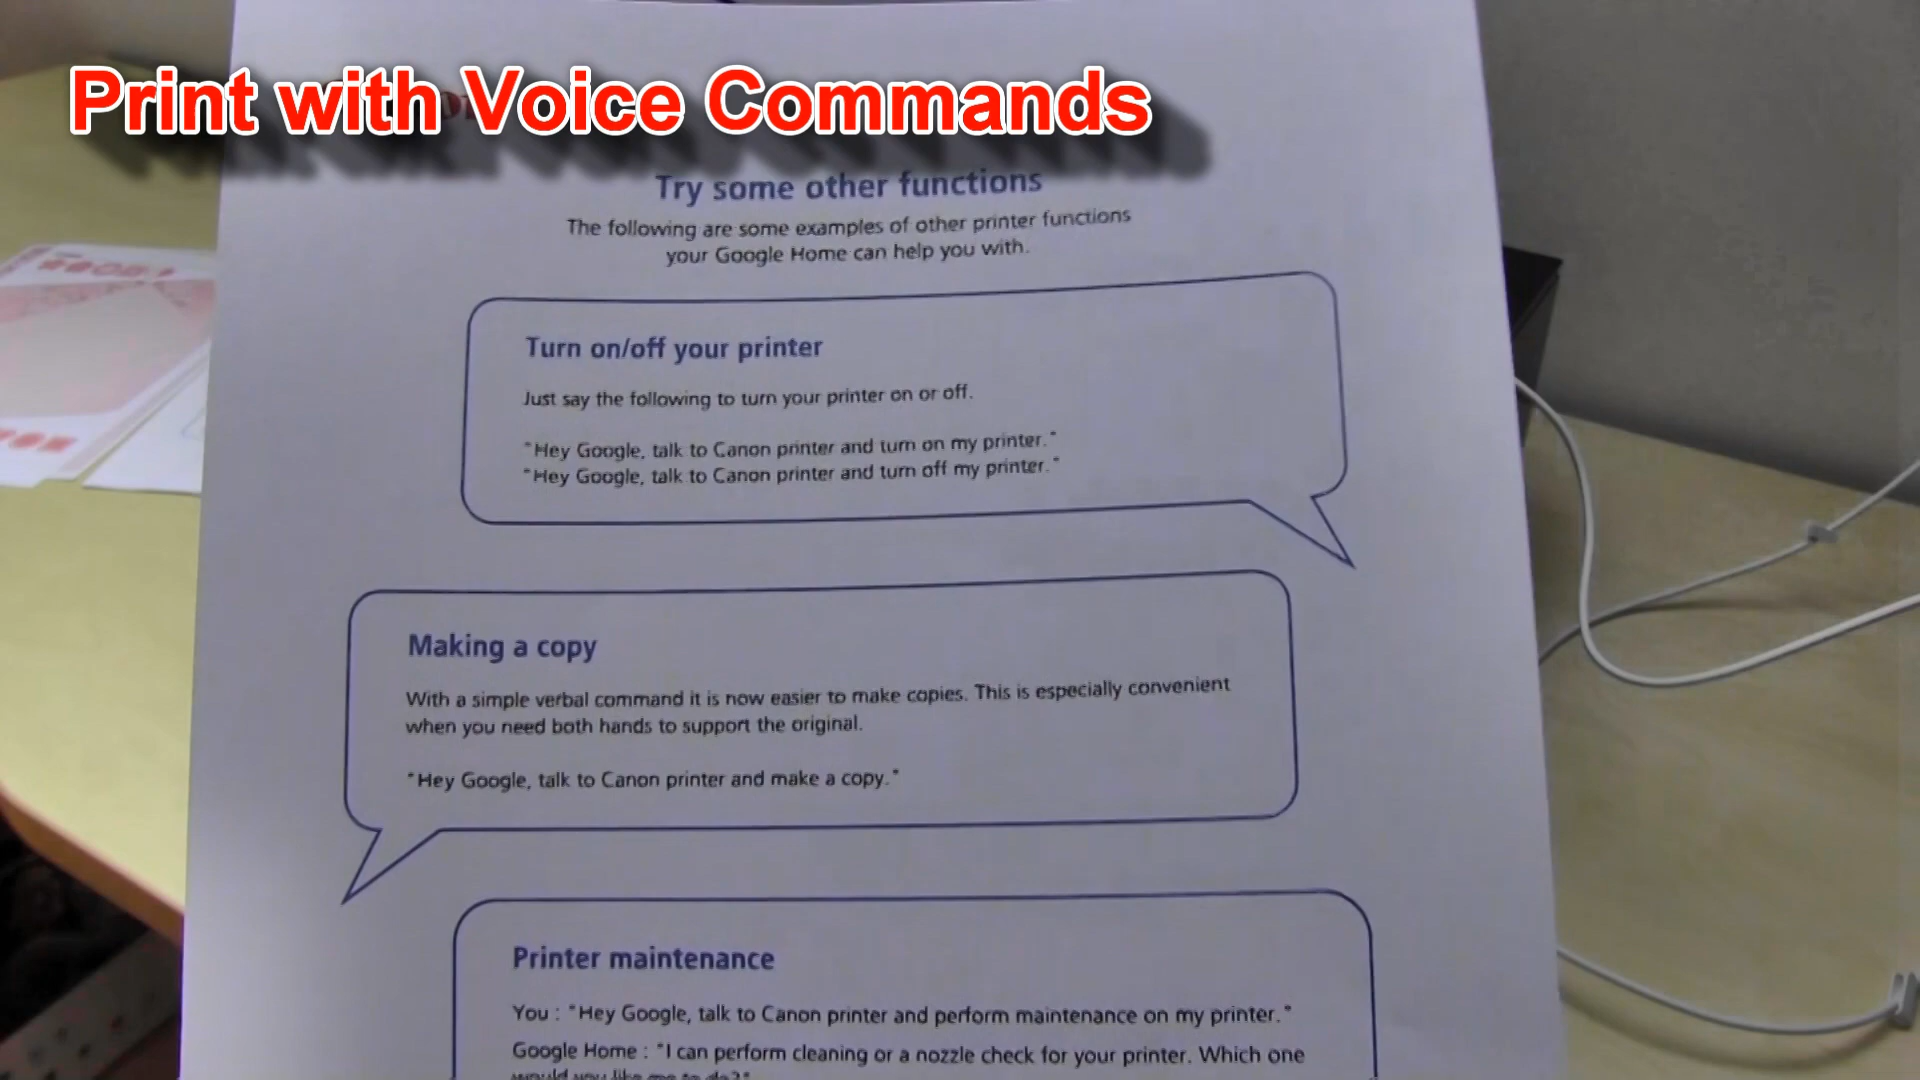 Print with Voice Commands
Try some other functions
The following are some examples of other printer functions
your Google Home can help you with.
Turn on/off your printer
Just say the following to turn your printer on or off.
"Hey Google, talk to Canon printer and turn on my printer."
"Hey Google, talk to Canon printer and turn off my printer."
Making a copy
With a simple verbal command it is now easier to make copies. This is especially convenient
when you need both hands to support the original.
"Hey Google, talk to Canon printer and make a copy."
Printer maintenance
You : "Hey Google, talk to Canon printer and perform maintenance on my printer."
Google Home : "I can perform cleaning or a nozzle check for your printer. Which one
would you like me to do?"